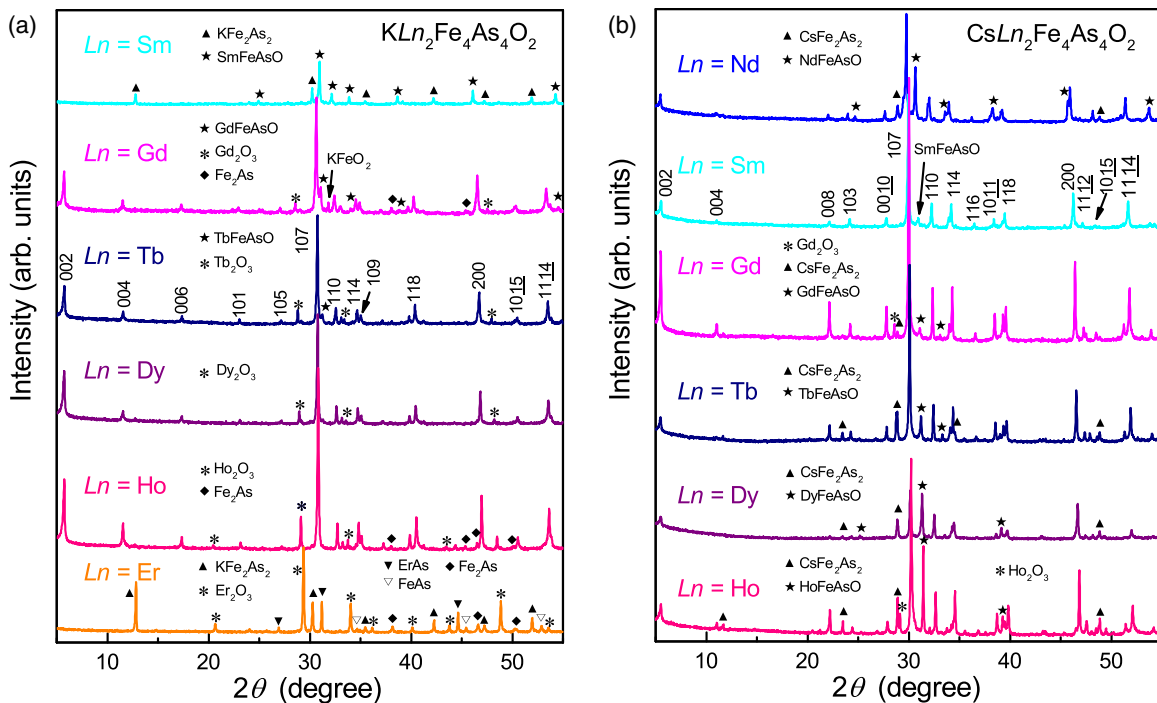 (a)
KLn₂Fe₄As₄O₂
Ln = Sm
▲ KFe₂As₂
★ SmFeAsO
Ln = Gd
★ GdFeAsO
✻ Gd₂O₃
◆ Fe₂As
KFeO₂
Ln = Tb
★ TbFeAsO
✻ Tb₂O₃
002
004
006
101
105
107
110
114
109
118
200
1015
1114
Ln = Dy
✻ Dy₂O₃
Ln = Ho
✻ Ho₂O₃
◆ Fe₂As
Ln = Er
▲ KFe₂As₂
✻ Er₂O₃
▼ ErAs
▽ FeAs
◆ Fe₂As
Intensity (arb. units)
10
20
30
40
50
2θ (degree)
(b)
CsLn₂Fe₄As₄O₂
Ln = Nd
▲ CsFe₂As₂
★ NdFeAsO
Ln = Sm
SmFeAsO
002
004
008
103
0010
107
110
114
116
1011
118
200
1112
1015
1114
Ln = Gd
✻ Gd₂O₃
▲ CsFe₂As₂
★ GdFeAsO
Ln = Tb
▲ CsFe₂As₂
★ TbFeAsO
Ln = Dy
▲ CsFe₂As₂
★ DyFeAsO
Ln = Ho
▲ CsFe₂As₂
★ HoFeAsO
✻ Ho₂O₃
Intensity (arb. units)
10
20
30
40
50
2θ (degree)